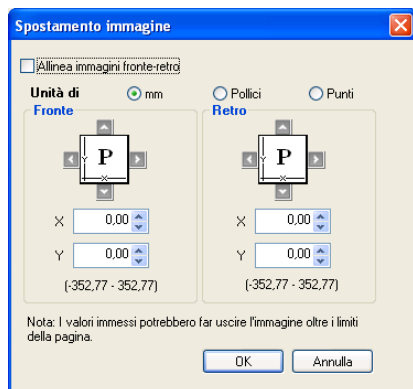 Spostamento immagine
Allinea immagini fronte-retro
Unità di mm Pollici Punti
Fronte Retro
Y P Y P
X X
X 0,00 X 0,00
Y 0,00 Y 0,00
(-352,77 - 352,77) (-352,77 - 352,77)
Nota: I valori immessi potrebbero far uscire l'immagine oltre i limiti
della pagina.
OK Annulla